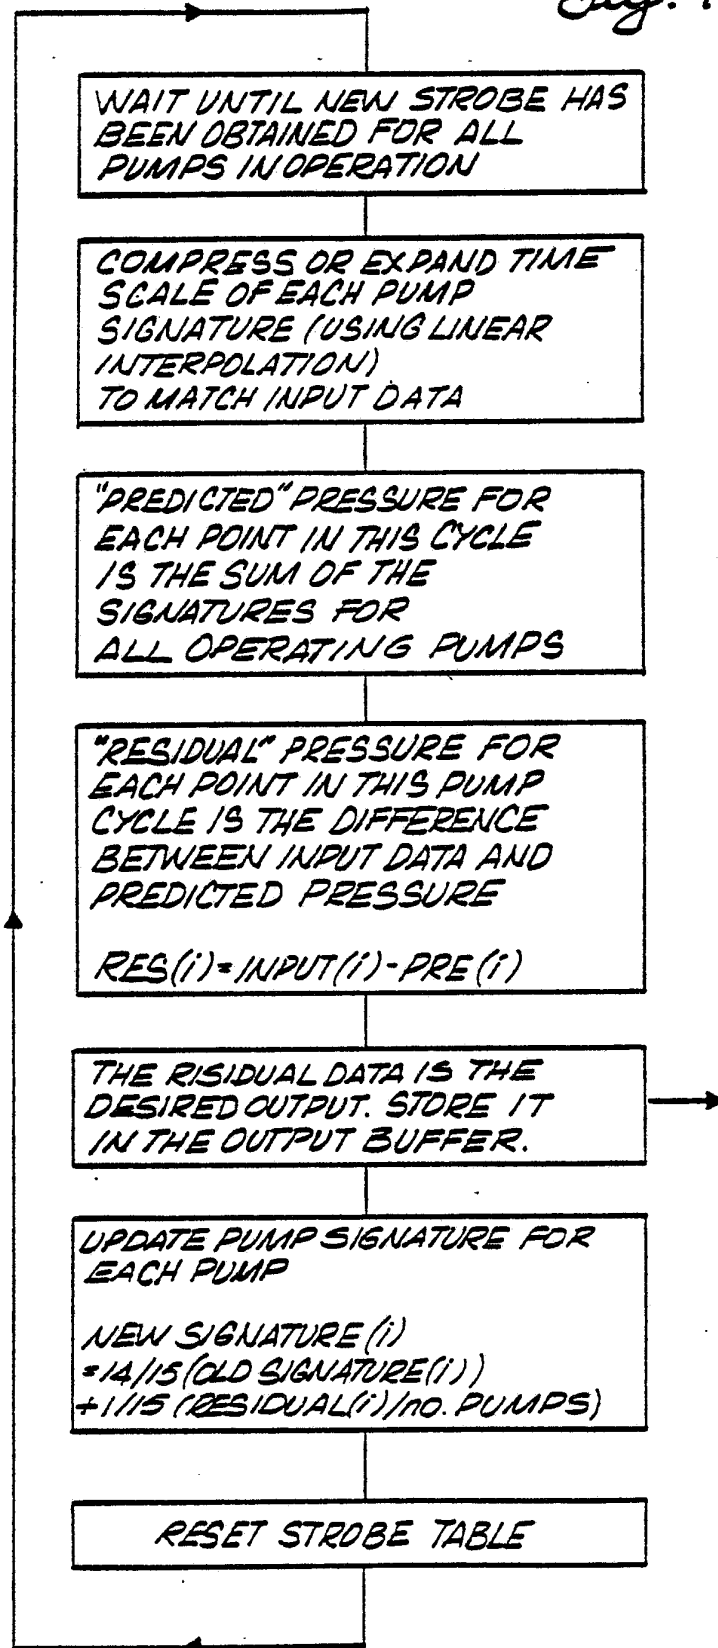 Fig.
WAIT UNTIL NEW STROBE HAS
BEEN OBTAINED FOR ALL
PUMPS IN OPERATION
COMPRESS OR EXPAND TIME
SCALE OF EACH PUMP
SIGNATURE (USING LINEAR
INTERPOLATION)
TO MATCH INPUT DATA
"PREDICTED" PRESSURE FOR
EACH POINT IN THIS CYCLE
IS THE SUM OF THE
SIGNATURES FOR
ALL OPERATING PUMPS
"RESIDUAL" PRESSURE FOR
EACH POINT IN THIS PUMP
CYCLE IS THE DIFFERENCE
BETWEEN INPUT DATA AND
PREDICTED PRESSURE
RES(i)=INPUT(i)-PRE(i)
THE RISIDUAL DATA IS THE
DESIRED OUTPUT. STORE IT
IN THE OUTPUT BUFFER.
UPDATE PUMP SIGNATURE FOR
EACH PUMP
NEW SIGNATURE(i)
=14/15(OLD SIGNATURE(i))
+1/15(RESIDUAL(i)/no. PUMPS)
RESET STROBE TABLE